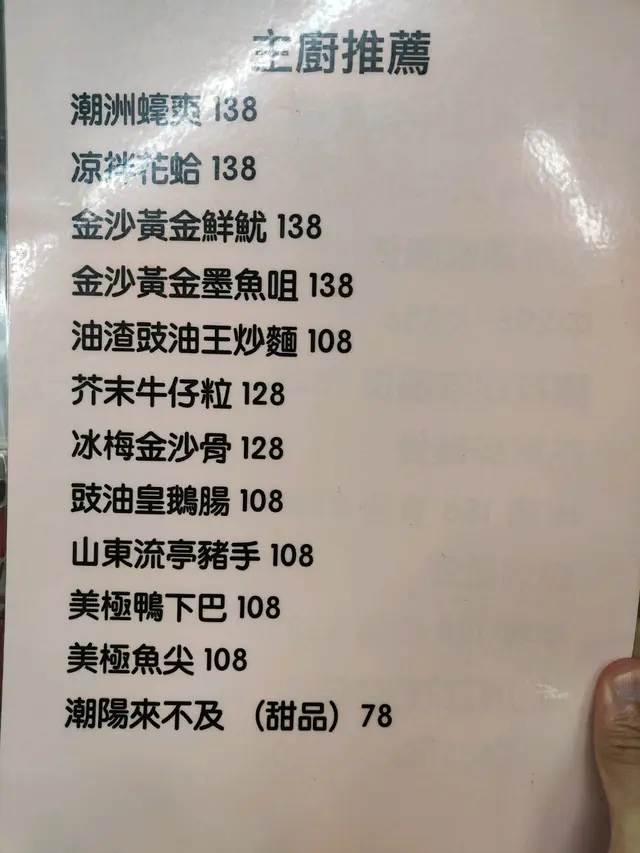 主廚推薦
潮洲蠔爽 138
凉拌花蛤 138
金沙黃金鮮魷 138
金沙黃金墨魚咀 138
油渣豉油王炒麵 108
芥末牛仔粒 128
冰梅金沙骨 128
豉油皇鵝腸 108
山東流亭豬手 108
美極鴨下巴 108
美極魚尖 108
潮陽來不及 （甜品）78